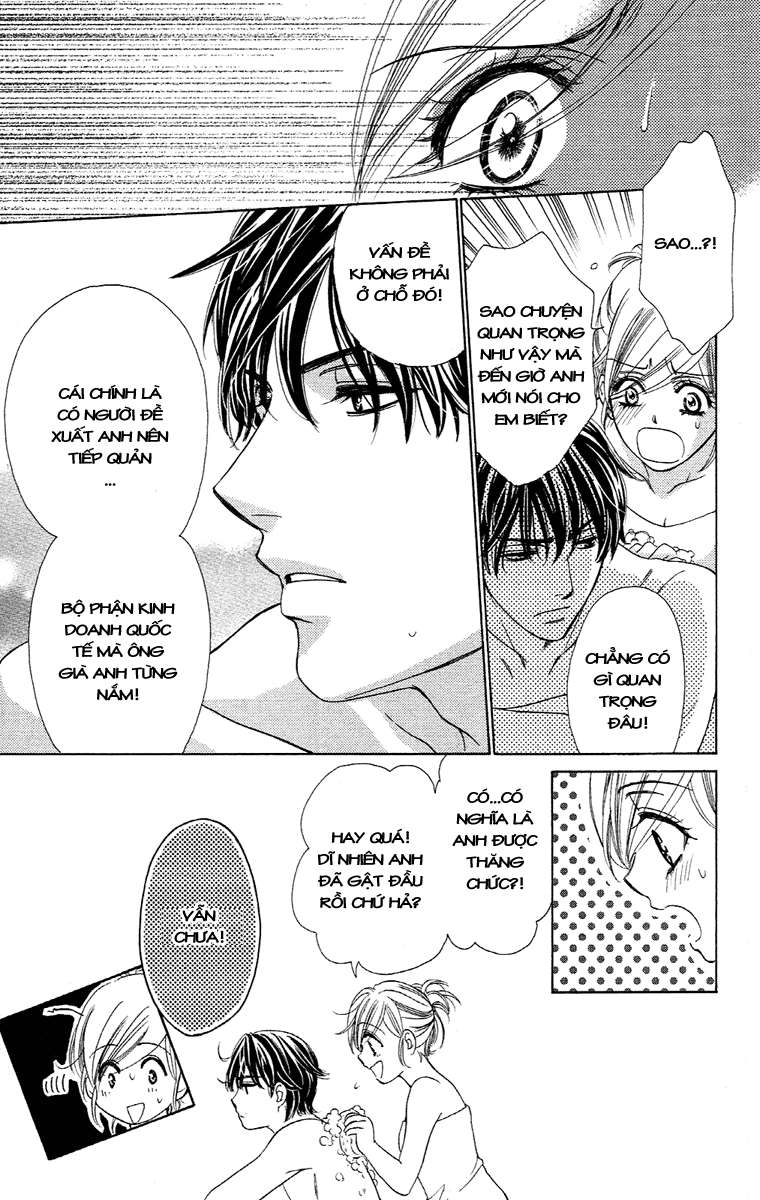 SAO...?!
SAO CHUYỆN
QUAN TRỌNG
NHƯ VẬY MÀ
ĐẾN GIỜ ANH
MỚI NÓI CHO
EM BIẾT?
CHẲNG CÓ
GÌ QUAN
TRỌNG
ĐÂU!
VẤN ĐỀ
KHÔNG PHẢI
Ở CHỖ ĐÓ!
CÁI CHÍNH LÀ
CÓ NGƯỜI ĐỀ
XUẤT ANH NÊN
TIẾP QUẢN
...
BỘ PHẬN KINH
DOANH QUỐC
TẾ MÀ ÔNG
GIÀ ANH TỪNG
NẮM!
CÓ...CÓ
NGHĨA LÀ
ANH ĐƯỢC
THĂNG
CHỨC?!
HAY QUÁ!
DĨ NHIÊN ANH
ĐÃ GẬT ĐẦU
RỒI CHỨ HẢ?
VẪN
CHƯA!